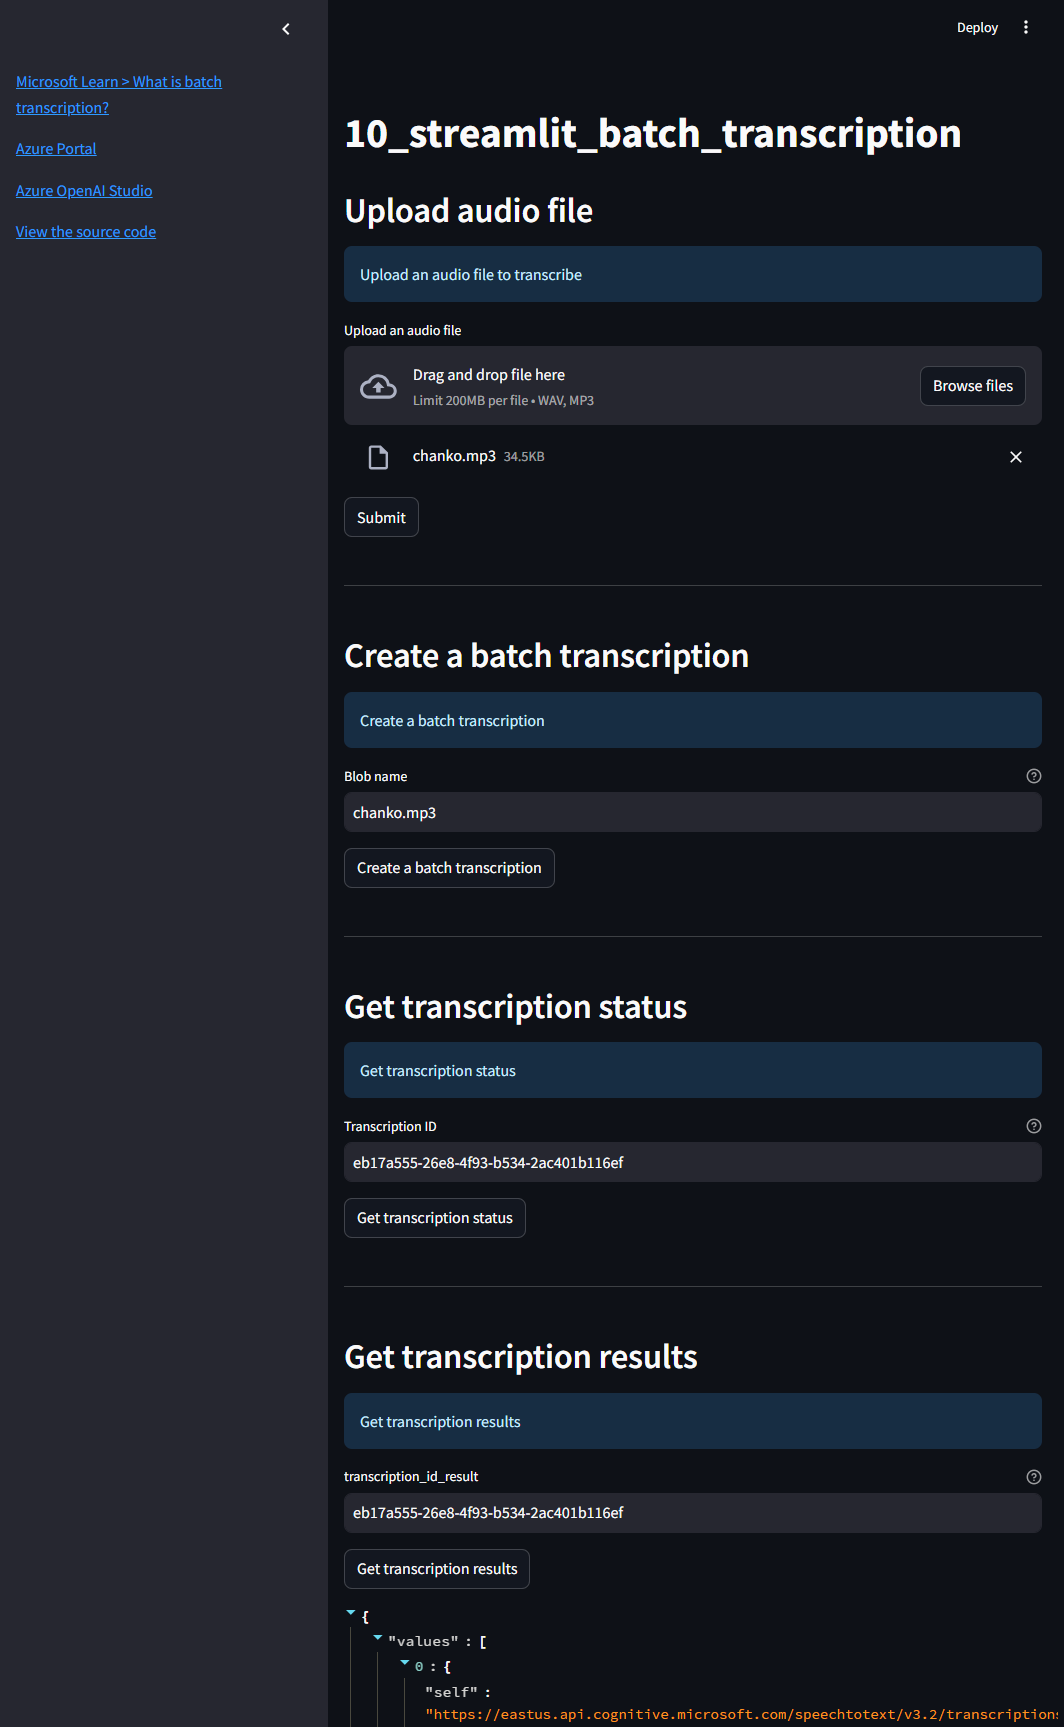 Deploy
Microsoft Learn > What is batch
transcription?
Azure Portal
Azure OpenAI Studio
View the source code
10_streamlit_batch_transcription
Upload audio file
Upload an audio file to transcribe
Upload an audio file
Drag and drop file here
Limit 200MB per file • WAV, MP3
Browse files
chanko.mp3 34.5KB
Submit
Create a batch transcription
Create a batch transcription
Blob name
chanko.mp3
Create a batch transcription
Get transcription status
Get transcription status
Transcription ID
eb17a555-26e8-4f93-b534-2ac401b116ef
Get transcription status
Get transcription results
Get transcription results
transcription_id_result
eb17a555-26e8-4f93-b534-2ac401b116ef
Get transcription results
{
"values" : [
0 : {
"self" :
"https://eastus.api.cognitive.microsoft.com/speechtotext/v3.2/transcription